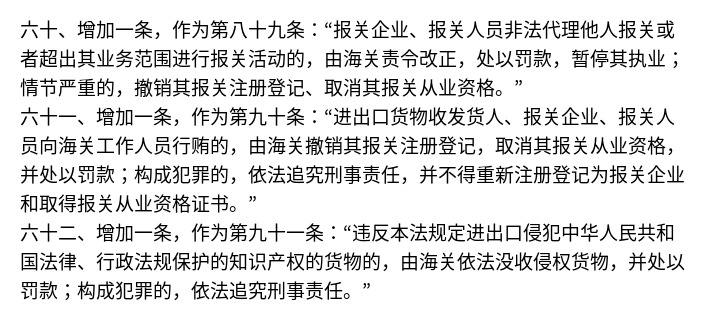 六十、增加一条，作为第八十九条：“报关企业、报关人员非法代理他人报关或
者超出其业务范围进行报关活动的，由海关责令改正，处以罚款，暂停其执业；
情节严重的，撤销其报关注册登记、取消其报关从业资格。”
六十一、增加一条，作为第九十条：“进出口货物收发货人、报关企业、报关人
员向海关工作人员行贿的，由海关撤销其报关注册登记，取消其报关从业资格，
并处以罚款；构成犯罪的，依法追究刑事责任，并不得重新注册登记为报关企业
和取得报关从业资格证书。”
六十二、增加一条，作为第九十一条：“违反本法规定进出口侵犯中华人民共和
国法律、行政法规保护的知识产权的货物的，由海关依法没收侵权货物，并处以
罚款；构成犯罪的，依法追究刑事责任。”